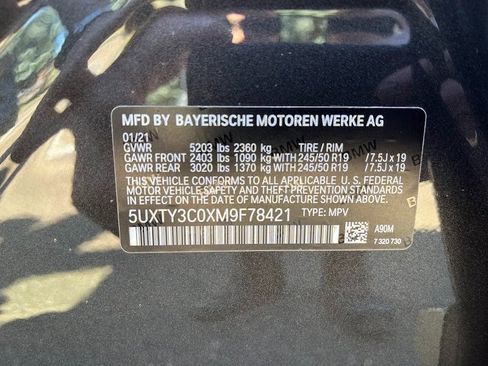 MFD BY BAYERISCHE MOTOREN WERKE AG
01/21
GVWR 5203 lbs 2360 kg TIRE / RIM
GAWR FRONT 2403 lbs 1090 kg WITH 245/50 R19 /7.5J x 19
GAWR REAR 3020 lbs 1370 kg WITH 245/50 R19 /7.5J x 19
THIS VEHICLE CONFORMS TO ALL APPLICABLE U. S. FEDERAL
MOTOR VEHICLE SAFETY AND THEFT PREVENTION STANDARDS
IN EFFECT ON THE DATE OF MANUFACTURE SHOWN ABOVE.
5UXTY3C0XM9F78421 TYPE: MPV
A90M
7 320 730